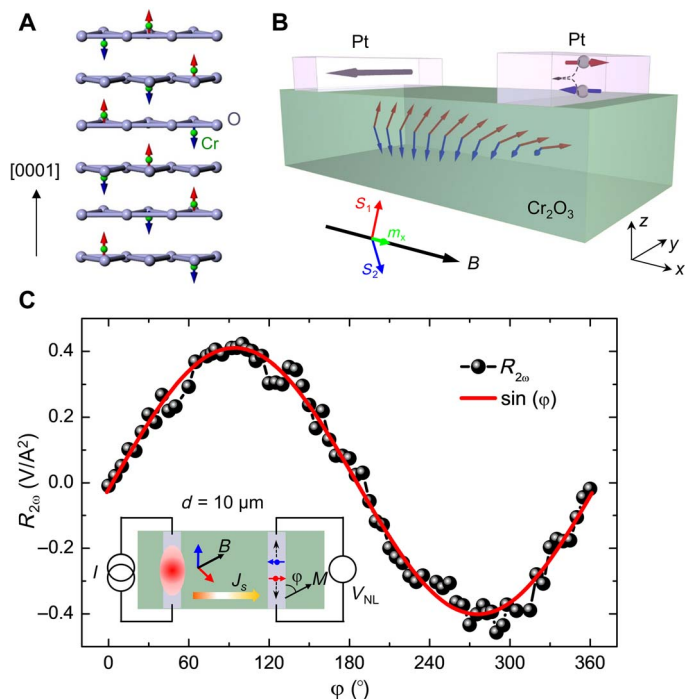 A
[0001]
O
Cr
B
Pt
Pt
Cr₂O₃
S₁
mₓ
S₂
B
z
y
x
C
R₂ω (V/A²)
0.4
0.2
0.0
−0.2
−0.4
R₂ω
sin (φ)
d = 10 μm
I
B
Jₛ
φ
M
V_NL
0
60
120
180
240
300
360
φ (°)